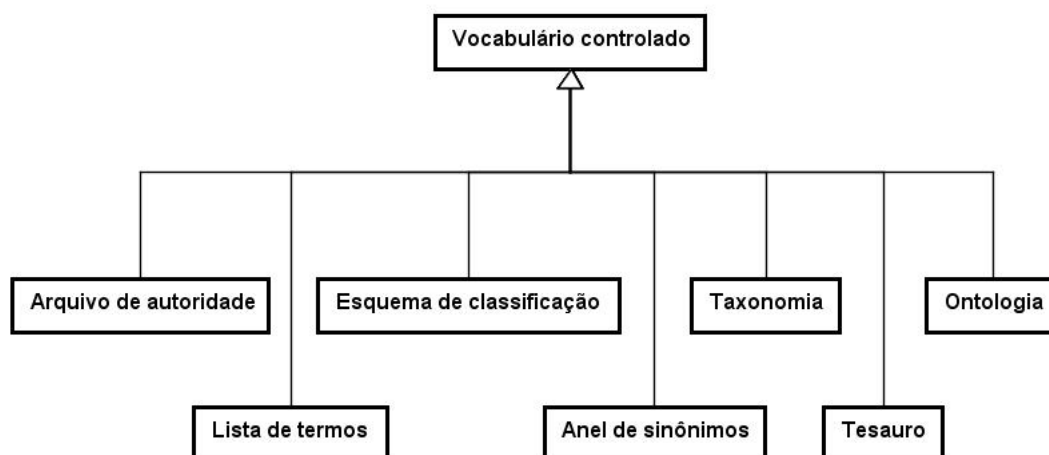 Vocabulário controlado
Arquivo de autoridade
Esquema de classificação
Taxonomia
Ontologia
Lista de termos
Anel de sinônimos
Tesauro